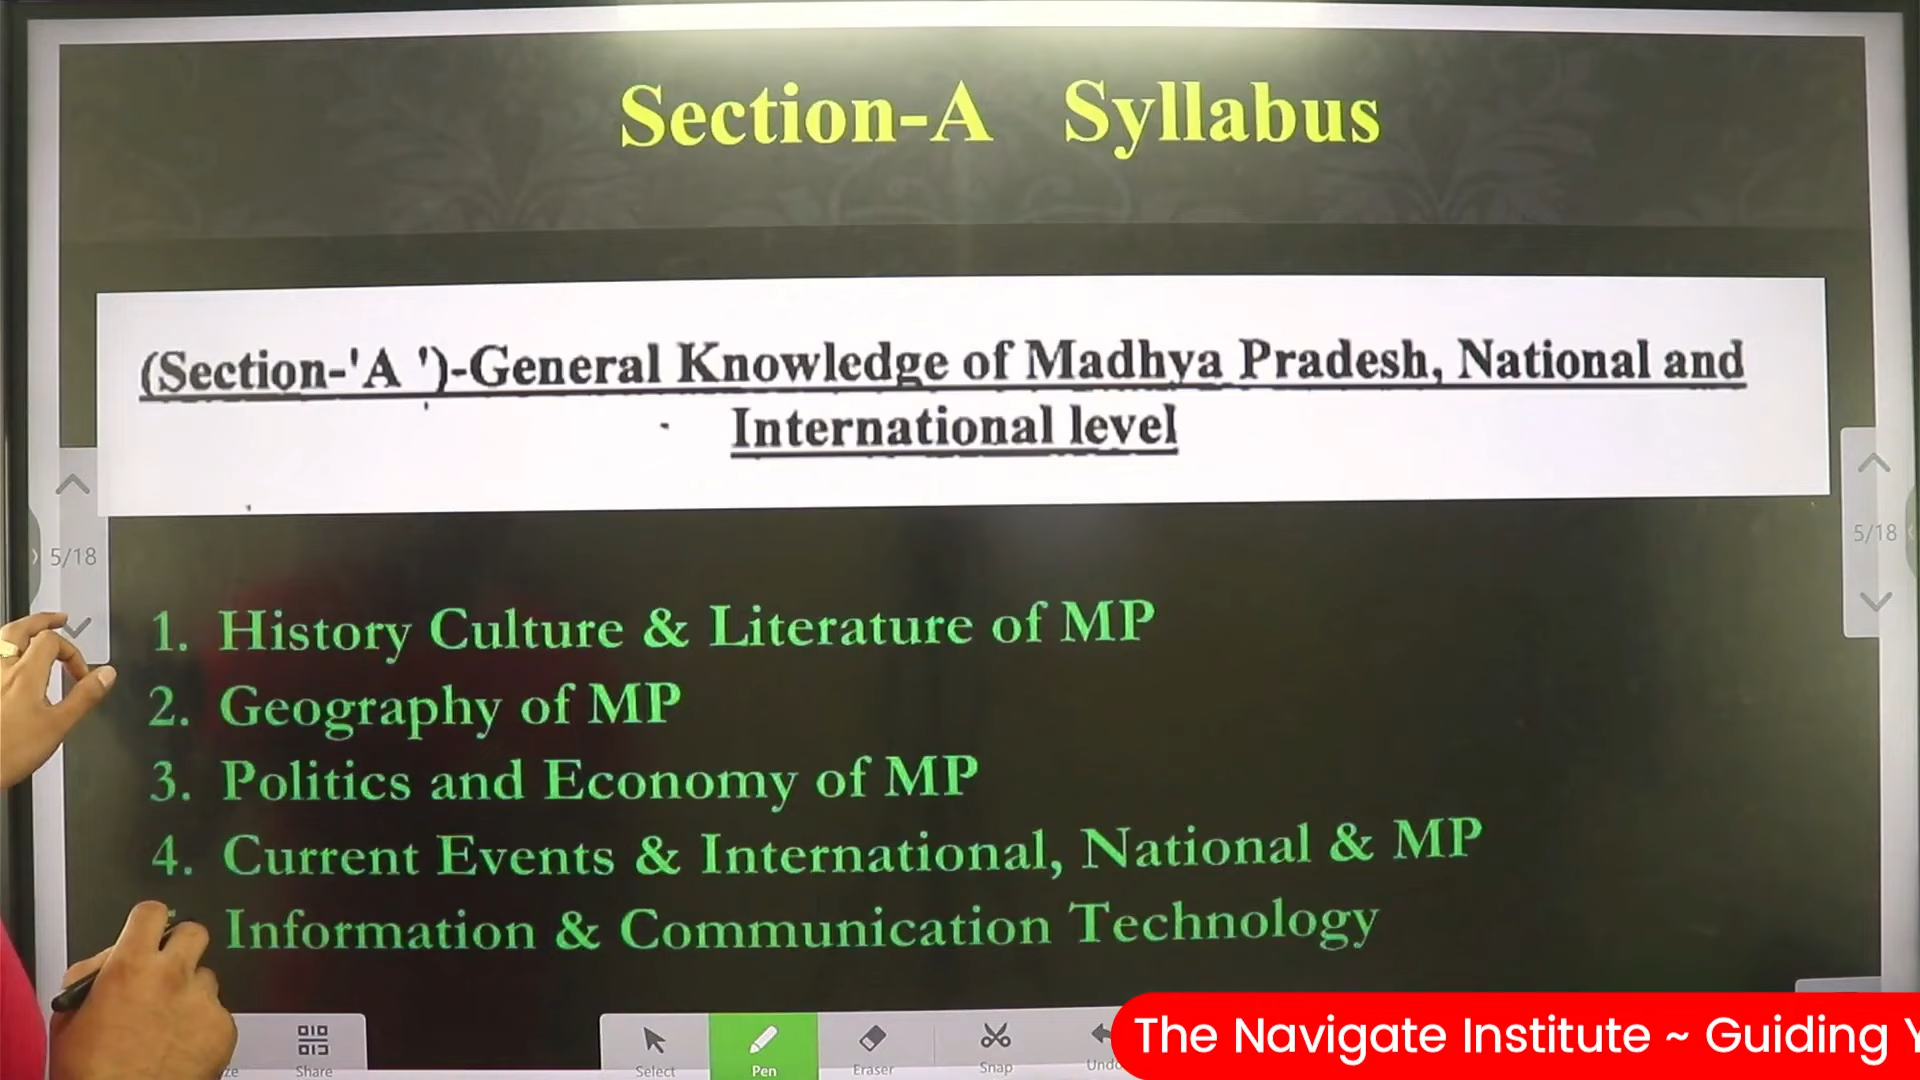 Section-A Syllabus
(Section-'A ')-General Knowledge of Madhya Pradesh, National and
International level
5/18
5/18
1. History Culture & Literature of MP
2. Geography of MP
3. Politics and Economy of MP
4. Current Events & International, National & MP
Information & Communication Technology
Share
Select
Pen
Eraser
Snap
Undo
The Navigate Institute ~ Guiding